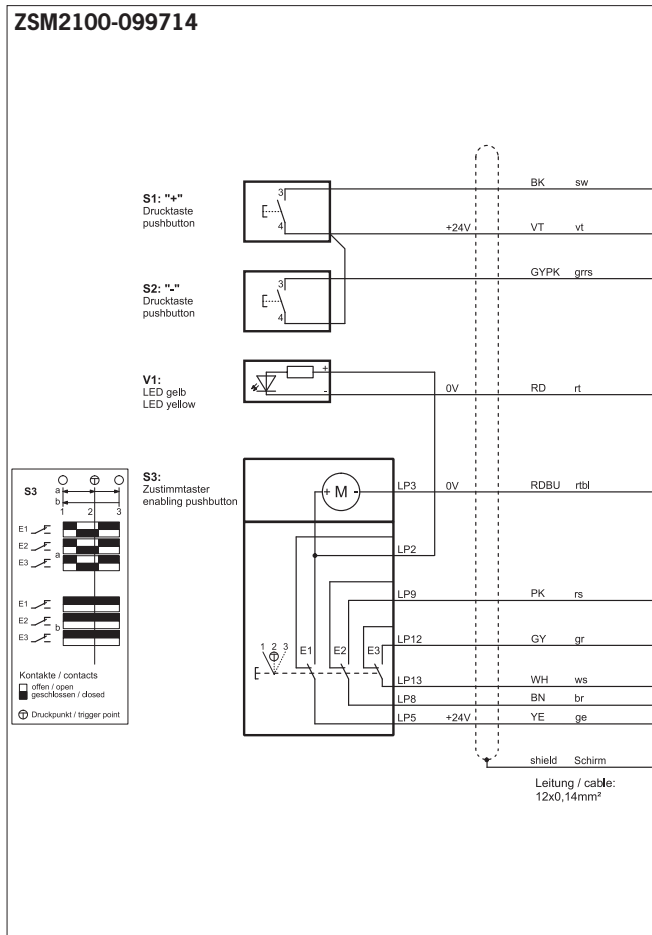 ZSM2100-099714
S1: "+"
Drucktaste
pushbutton
3
4
BK sw
+24V VT vt
S2: "-"
Drucktaste
pushbutton
3
4
GYPK grrs
V1:
LED gelb
LED yellow
+
-
0V RD rt
S3:
Zustimmtaster
enabling pushbutton
+ M -
LP3 0V RDBU rtbl
LP2
LP9 PK rs
LP12 GY gr
1 2 3
E1 E2 E3
LP13 WH ws
LP8 BN br
LP5 +24V YE ge
shield Schirm
Leitung / cable:
12x0,14mm²
S3
a
b
1 2 3
E1
E2
E3
a
E1
E2
E3
b
Kontakte / contacts
offen / open
geschlossen / closed
Druckpunkt / trigger point